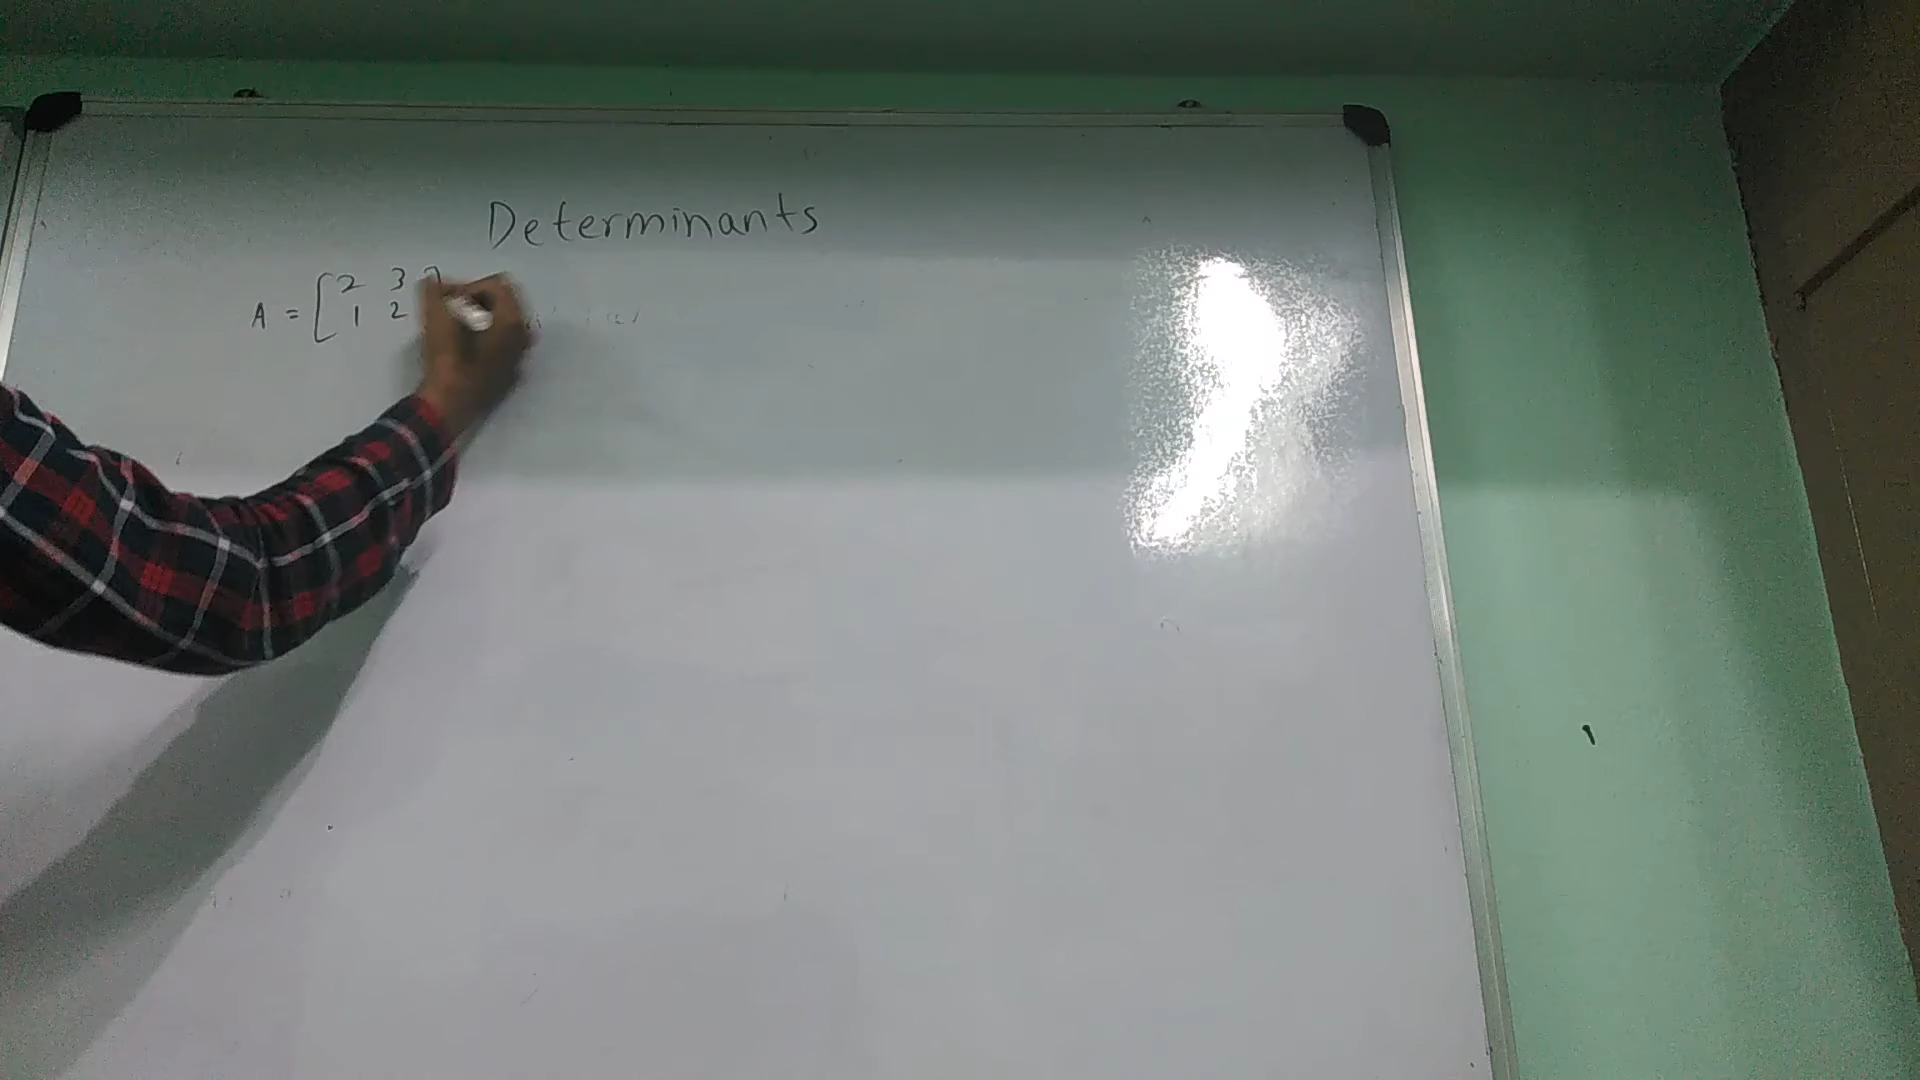 Determinants
A = [2 3
1 2